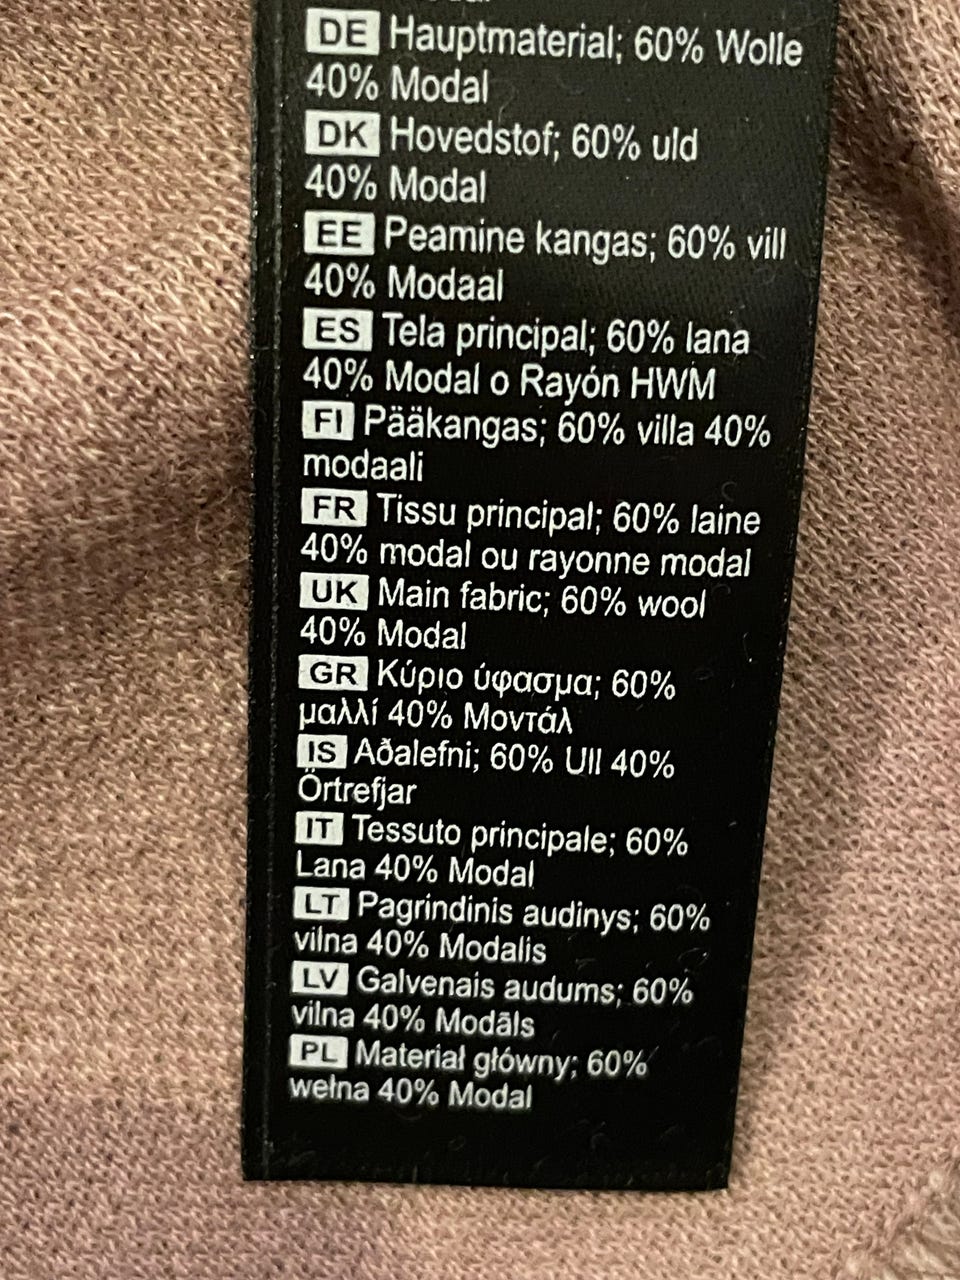 DE Hauptmaterial; 60% Wolle
40% Modal
DK Hovedstof; 60% uld
40% Modal
EE Peamine kangas; 60% vill
40% Modaal
ES Tela principal; 60% lana
40% Modal o Rayón HWM
FI Pääkangas; 60% villa 40%
modaali
FR Tissu principal; 60% laine
40% modal ou rayonne modal
UK Main fabric; 60% wool
40% Modal
GR Κύριο ύφασμα; 60%
μαλλί 40% Μοντάλ
IS Aðalefni; 60% Ull 40%
Örtrefjar
IT Tessuto principale; 60%
Lana 40% Modal
LT Pagrindinis audinys; 60%
vilna 40% Modalis
LV Galvenais audums; 60%
vilna 40% Modāls
PL Materiał główny; 60%
wełna 40% Modal